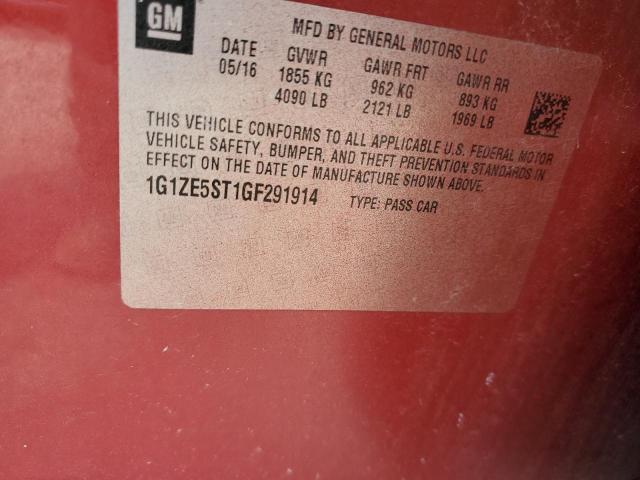 GM
MFD BY GENERAL MOTORS LLC
DATE GVWR GAWR FRT GAWR RR
05/16 1855 KG 962 KG 893 KG
4090 LB 2121 LB 1969 LB
THIS VEHICLE CONFORMS TO ALL APPLICABLE U.S. FEDERAL MOTOR
VEHICLE SAFETY, BUMPER, AND THEFT PREVENTION STANDARDS IN
EFFECT ON THE DATE OF MANUFACTURE SHOWN ABOVE.
1G1ZE5ST1GF291914 TYPE: PASS CAR